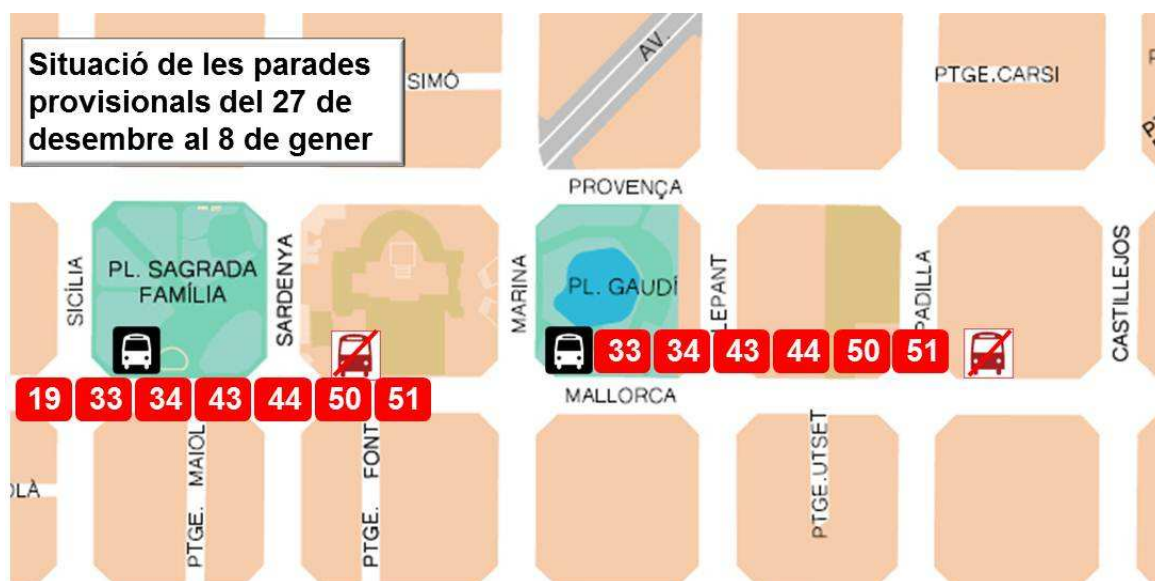 Situació de les parades
provisionals del 27 de
desembre al 8 de gener
SIMÓ
AV.
PTGE.CARSI
PROVENÇA
SICÍLIA
PL. SAGRADA
FAMÍLIA
SARDENYA
MARINA
PL. GAUDÍ
LEPANT
PADILLA
CASTILLEJOS
33 34 43 44 50 51
19 33 34 43 44 50 51
MALLORCA
PTGE. MAIOL
PTGE. FONT
PTGE.UTSET